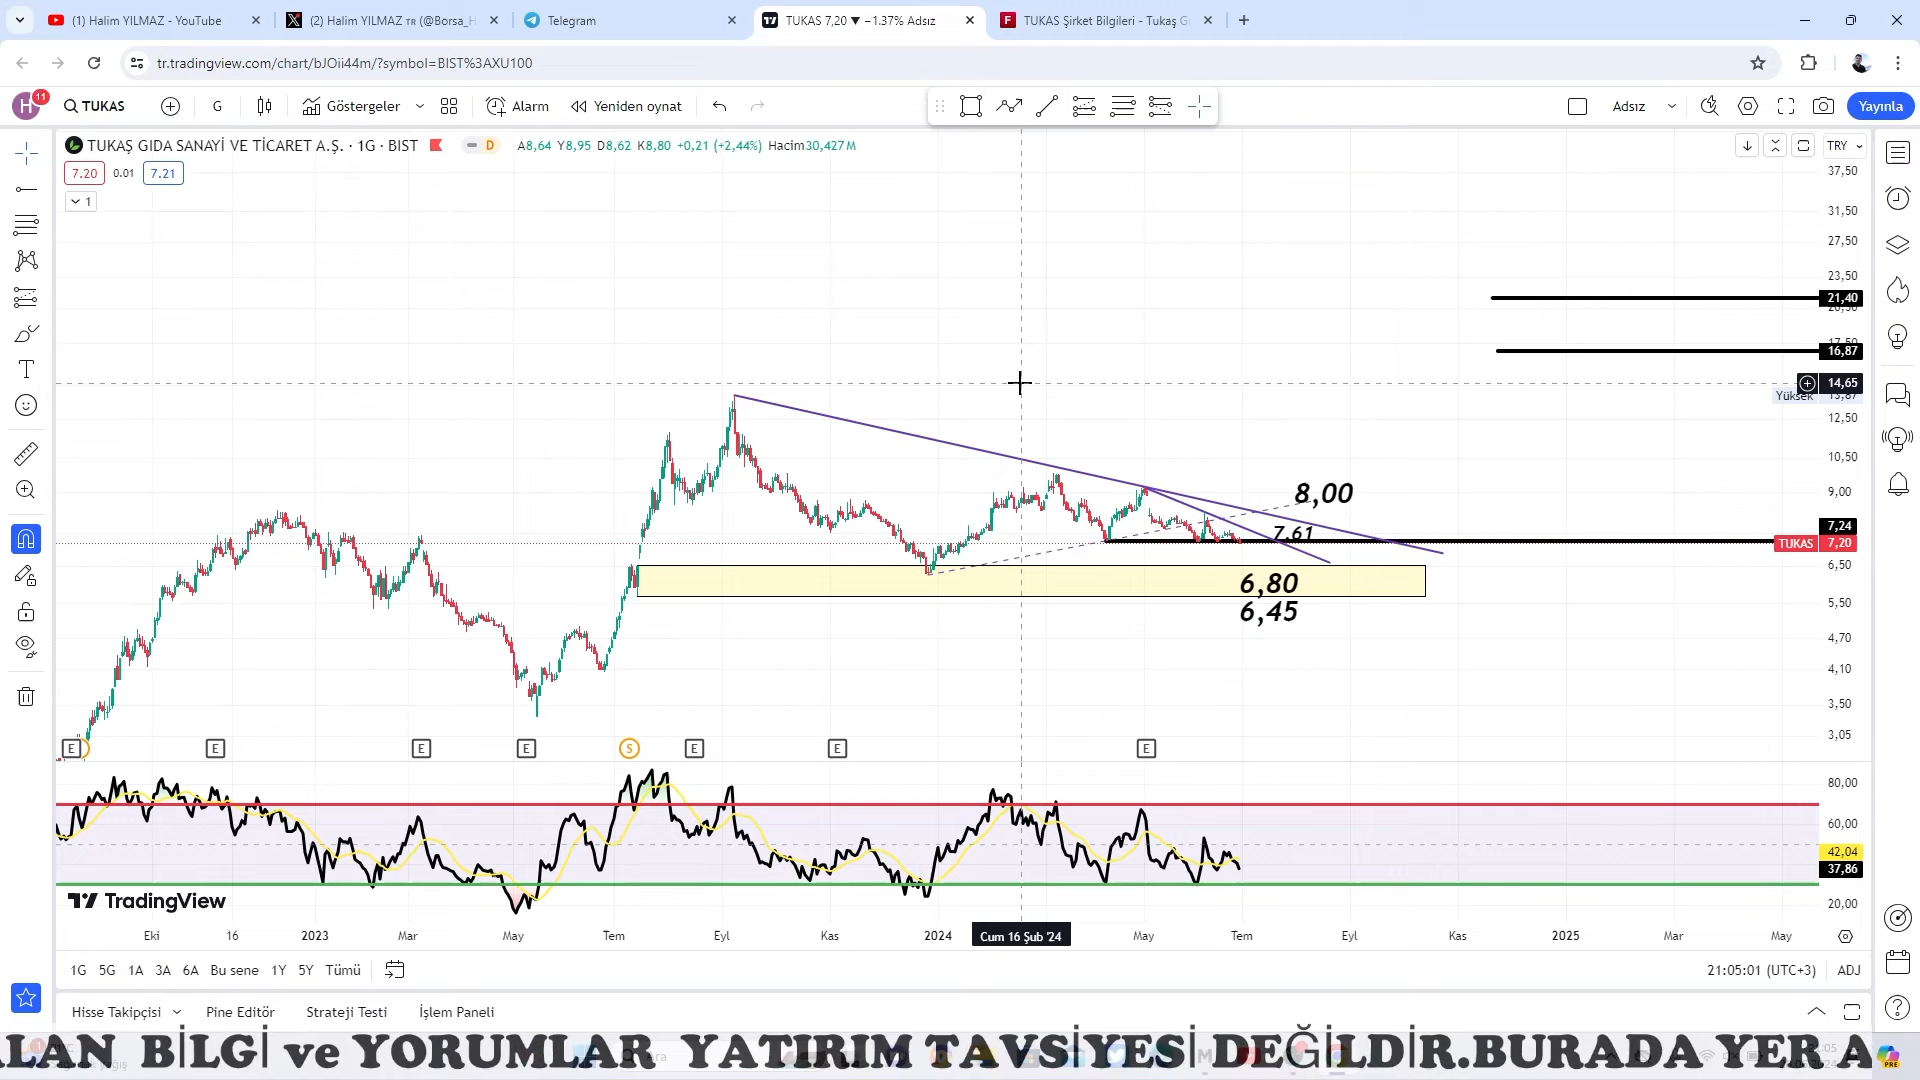 (1) Halim YILMAZ - YouTube
(2) Halim YILMAZ TR (@Borsa_H
Telegram
TUKAS 7,20 ▼ −1.37% Adsız
TUKAS Şirket Bilgileri - Tukaş G
tr.tradingview.com/chart/bJOii44m/?symbol=BIST%3AXU100
H 11
TUKAS
G
Göstergeler
Alarm
Yeniden oynat
Adsız
Yayınla
TUKAŞ GIDA SANAYİ VE TİCARET A.Ş. · 1G · BIST
D
A8,64 Y8,95 D8,62 K8,80 +0,21 (+2,44%) Hacim30,427M
TRY
7.20 0.01 7.21
1
37,50
31,50
27,50
23,50
21,40
16,87
14,65
Yüksek
12,50
10,50
9,00
8,00
7,24
7,61
TUKAS 7,20
6,50
6,80
5,50
6,45
4,70
4,10
3,50
3,05
E E E E S E E E
80,00
60,00
42,04
37,86
20,00
TradingView
Eki 16 2023 Mar May Tem Eyl Kas 2024 Cum 16 Şub '24 May Tem Eyl Kas 2025 Mar May
1G 5G 1A 3A 6A Bu sene 1Y 5Y Tümü
21:05:01 (UTC+3) ADJ
Hisse Takipçisi Pine Editör Strateji Testi İşlem Paneli
ALAN BİLGİ ve YORUMLAR YATIRIM TAVSİYESİ DEĞİLDİR.BURADA YER A